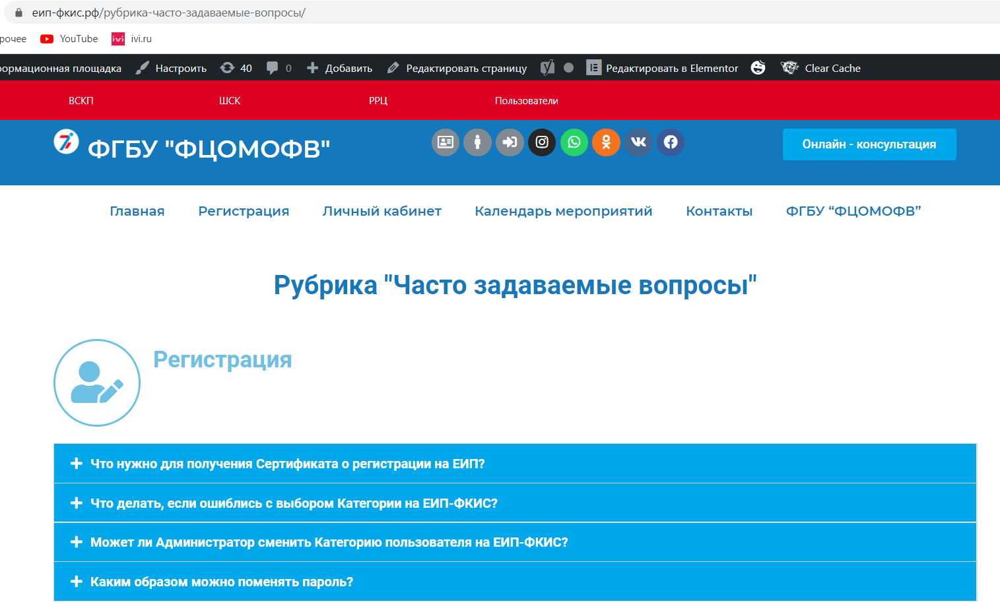 еип-фкис.рф/рубрика-часто-задаваемые-вопросы/
рочее YouTube ivi ivi.ru
ормационная площадка Настроить 40 0 Добавить Редактировать страницу Редактировать в Elementor Clear Cache
ВСКП ШСК РРЦ Пользователи
ФГБУ "ФЦОМОФВ" Онлайн - консультация
Главная Регистрация Личный кабинет Календарь мероприятий Контакты ФГБУ “ФЦОМОФВ”
Рубрика "Часто задаваемые вопросы"
Регистрация
Что нужно для получения Сертификата о регистрации на ЕИП?
Что делать, если ошиблись с выбором Категории на ЕИП-ФКИС?
Может ли Администратор сменить Категорию пользователя на ЕИП-ФКИС?
Каким образом можно поменять пароль?